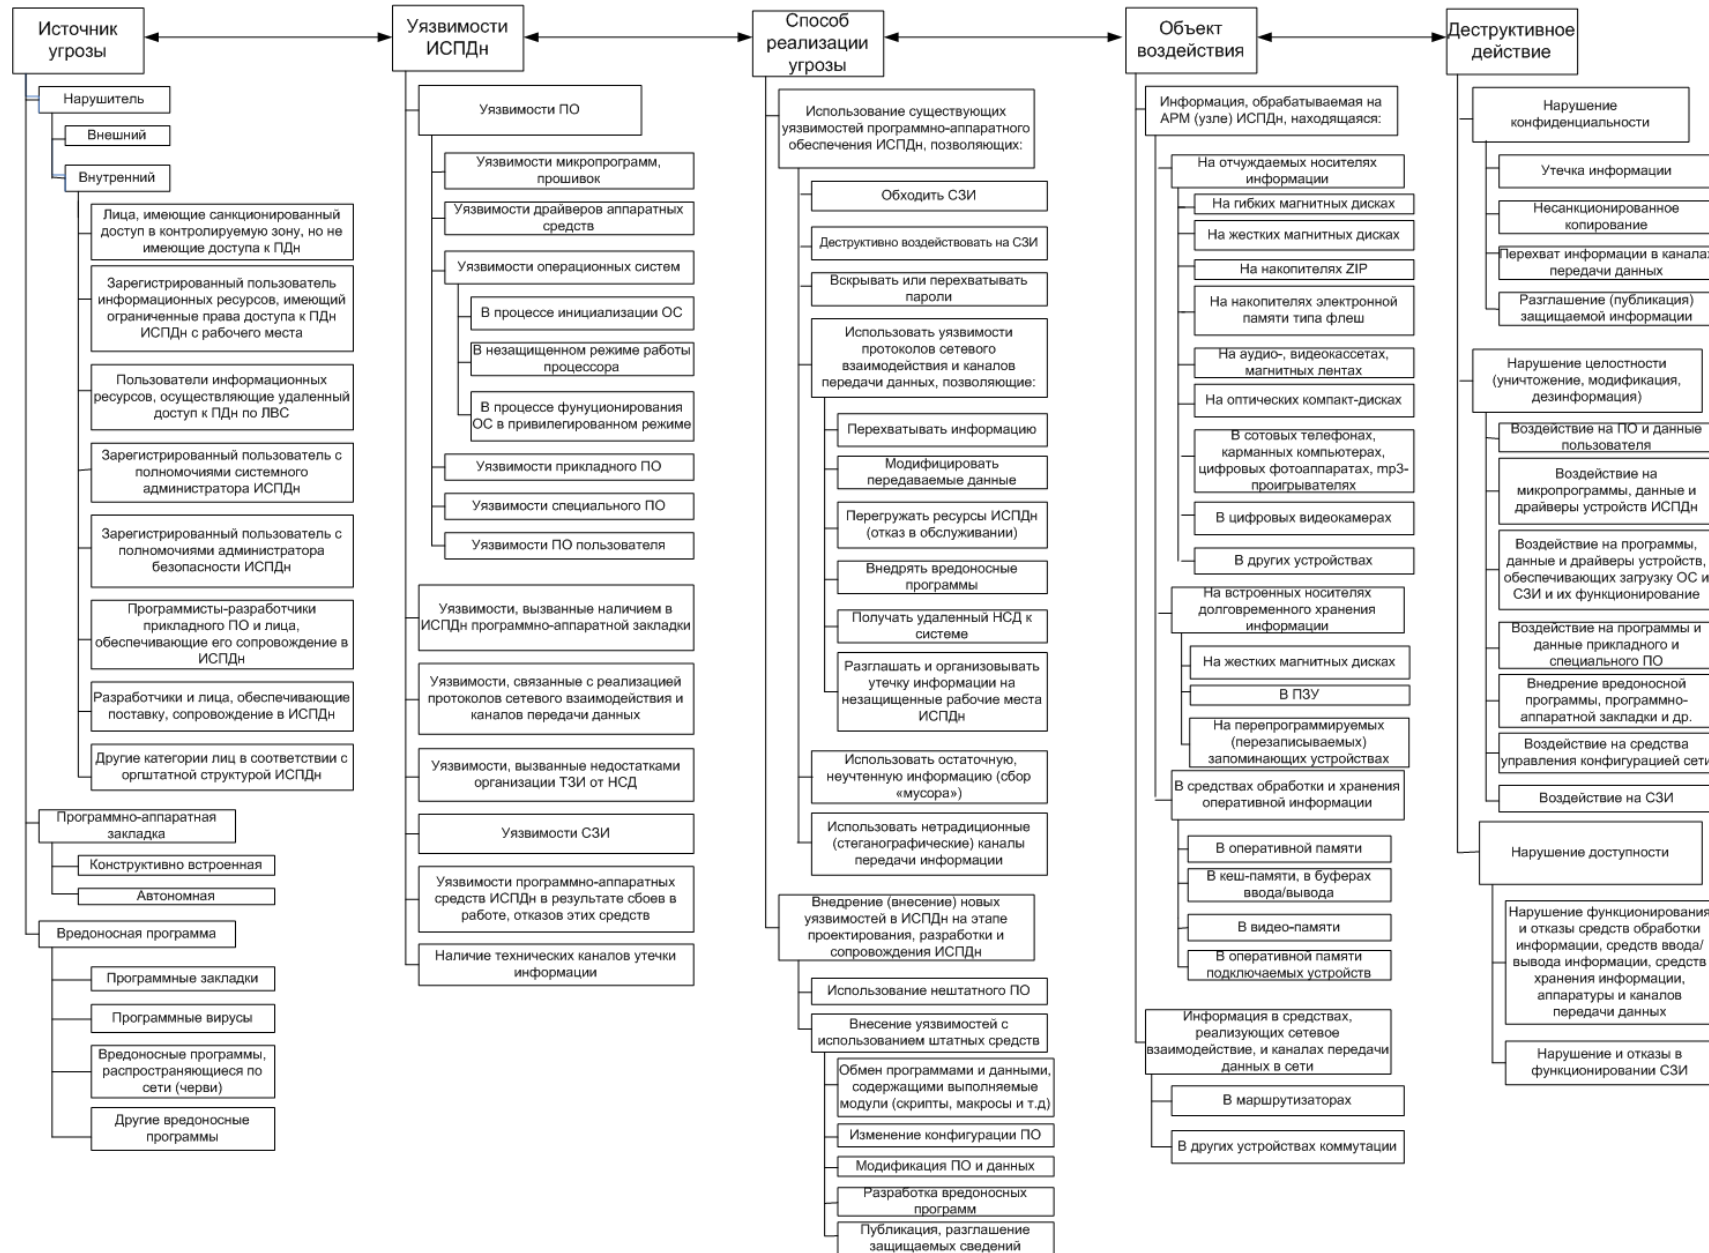 Источник
угрозы
Нарушитель
Внешний
Внутренний
Лица, имеющие санкционированный
доступ в контролируемую зону, но не
имеющие доступа к ПДн
Зарегистрированный пользователь
информационных ресурсов, имеющий
ограниченные права доступа к ПДн
ИСПДн с рабочего места
Пользователи информационных
ресурсов, осуществляющие удаленный
доступ к ПДн по ЛВС
Зарегистрированный пользователь с
полномочиями системного
администратора ИСПДн
Зарегистрированный пользователь с
полномочиями администратора
безопасности ИСПДн
Программисты-разработчики
прикладного ПО и лица,
обеспечивающие его сопровождение в
ИСПДн
Разработчики и лица, обеспечивающие
поставку, сопровождение в ИСПДн
Другие категории лиц в соответствии с
оргштатной структурой ИСПДн
Программно-аппаратная
закладка
Конструктивно встроенная
Автономная
Вредоносная программа
Программные закладки
Программные вирусы
Вредоносные программы,
распространяющиеся по
сети (черви)
Другие вредоносные
программы
Уязвимости
ИСПДн
Уязвимости ПО
Уязвимости микропрограмм,
прошивок
Уязвимости драйверов аппаратных
средств
Уязвимости операционных систем
В процессе инициализации ОС
В незащищенном режиме работы
процессора
В процессе фунуционирования
ОС в привилегированном режиме
Уязвимости прикладного ПО
Уязвимости специального ПО
Уязвимости ПО пользователя
Уязвимости, вызванные наличием в
ИСПДн программно-аппаратной закладки
Уязвимости, связанные с реализацией
протоколов сетевого взаимодействия и
каналов передачи данных
Уязвимости, вызванные недостатками
организации ТЗИ от НСД
Уязвимости СЗИ
Уязвимости программно-аппаратных
средств ИСПДн в результате сбоев в
работе, отказов этих средств
Наличие технических каналов утечки
информации
Способ
реализации
угрозы
Использование существующих
уязвимостей программно-аппаратного
обеспечения ИСПДн, позволяющих:
Обходить СЗИ
Деструктивно воздействовать на СЗИ
Вскрывать или перехватывать
пароли
Использовать уязвимости
протоколов сетевого
взаимодействия и каналов
передачи данных, позволяющие:
Перехватывать информацию
Модифицировать
передаваемые данные
Перегружать ресурсы ИСПДн
(отказ в обслуживании)
Внедрять вредоносные
программы
Получать удаленный НСД к
системе
Разглашать и организовывать
утечку информации на
незащищенные рабочие места
ИСПДн
Использовать остаточную,
неучтенную информацию (сбор
«мусора»)
Использовать нетрадиционные
(стеганографические) каналы
передачи информации
Внедрение (внесение) новых
уязвимостей в ИСПДн на этапе
проектирования, разработки и
сопровождения ИСПДн
Использование нештатного ПО
Внесение уязвимостей с
использованием штатных средств
Обмен программами и данными,
содержащими выполняемые
модули (скрипты, макросы и т.д)
Изменение конфигурации ПО
Модификация ПО и данных
Разработка вредоносных
программ
Публикация, разглашение
защищаемых сведений
Объект
воздействия
Информация, обрабатываемая на
АРМ (узле) ИСПДн, находящаяся:
На отчуждаемых носителях
информации
На гибких магнитных дисках
На жестких магнитных дисках
На накопителях ZIP
На накопителях электронной
памяти типа флеш
На аудио-, видеокассетах,
магнитных лентах
На оптических компакт-дисках
В сотовых телефонах,
карманных компьютерах,
цифровых фотоаппаратах, mp3-
проигрывателях
В цифровых видеокамерах
В других устройствах
На встроенных носителях
долговременного хранения
информации
На жестких магнитных дисках
В ПЗУ
На перепрограммируемых
(перезаписываемых)
запоминающих устройствах
В средствах обработки и хранения
оперативной информации
В оперативной памяти
В кеш-памяти, в буферах
ввода/вывода
В видео-памяти
В оперативной памяти
подключаемых устройств
Информация в средствах,
реализующих сетевое
взаимодействие, и каналах передачи
данных в сети
В маршрутизаторах
В других устройствах коммутации
Деструктивное
действие
Нарушение
конфиденциальности
Утечка информации
Несанкционированное
копирование
Перехват информации в каналах
передачи данных
Разглашение (публикация)
защищаемой информации
Нарушение целостности
(уничтожение, модификация,
дезинформация)
Воздействие на ПО и данные
пользователя
Воздействие на
микропрограммы, данные и
драйверы устройств ИСПДн
Воздействие на программы,
данные и драйверы устройств,
обеспечивающих загрузку ОС и
СЗИ и их функционирование
Воздействие на программы и
данные прикладного и
специального ПО
Внедрение вредоносной
программы, программно-
аппаратной закладки и др.
Воздействие на средства
управления конфигурацией сети
Воздействие на СЗИ
Нарушение доступности
Нарушение функционирования
и отказы средств обработки
информации, средств ввода/
вывода информации, средств
хранения информации,
аппаратуры и каналов
передачи данных
Нарушение и отказы в
функционировании СЗИ